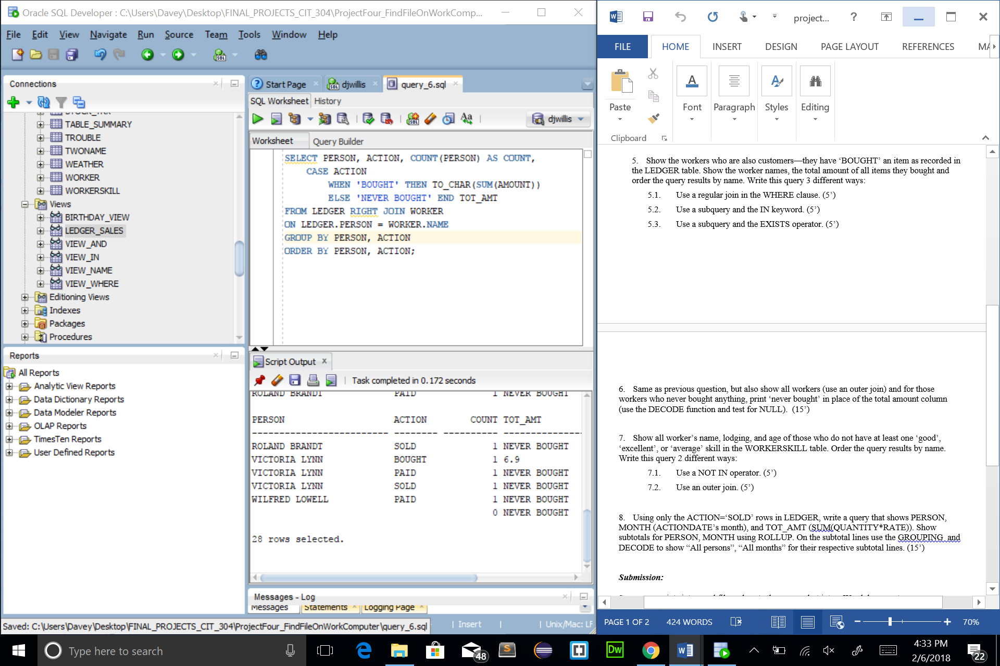 Oracle SQL Developer : C:\Users\Davey\Desktop\FINAL_PROJECTS_CIT_304\ProjectFour_FindFileOnWorkComp...
File Edit View Navigate Run Source Team Tools Window Help
Connections
STOCK_TRX
TABLE_SUMMARY
TROUBLE
TWONAME
WEATHER
WORKER
WORKERSKILL
Views
BIRTHDAY_VIEW
LEDGER_SALES
VIEW_AND
VIEW_IN
VIEW_NAME
VIEW_WHERE
Editioning Views
Indexes
Packages
Procedures
Reports
All Reports
Analytic View Reports
Data Dictionary Reports
Data Modeler Reports
OLAP Reports
TimesTen Reports
User Defined Reports
Start Page djwillis query_6.sql
SQL Worksheet History
djwillis
Worksheet Query Builder
SELECT PERSON, ACTION, COUNT(PERSON) AS COUNT,
CASE ACTION
WHEN 'BOUGHT' THEN TO_CHAR(SUM(AMOUNT))
ELSE 'NEVER BOUGHT' END TOT_AMT
FROM LEDGER RIGHT JOIN WORKER
ON LEDGER.PERSON = WORKER.NAME
GROUP BY PERSON, ACTION
ORDER BY PERSON, ACTION;
Script Output x
Task completed in 0.172 seconds
ROLAND BRANDT PAID 1 NEVER BOUGHT
PERSON ACTION COUNT TOT_AMT
------------------------- -------- ---------- ---------------
ROLAND BRANDT SOLD 1 NEVER BOUGHT
VICTORIA LYNN BOUGHT 1 6.9
VICTORIA LYNN PAID 1 NEVER BOUGHT
VICTORIA LYNN SOLD 1 NEVER BOUGHT
WILFRED LOWELL PAID 1 NEVER BOUGHT
0 NEVER BOUGHT
28 rows selected.
Messages - Log
Messages Statements Logging Page
Saved: C:\Users\Davey\Desktop\FINAL_PROJECTS_CIT_304\ProjectFour_FindFileOnWorkComputer\query_6.sql
Insert Unix/Mac: LF
project...
FILE HOME INSERT DESIGN PAGE LAYOUT REFERENCES MA
Paste Font Paragraph Styles Editing
Clipboard
5. Show the workers who are also customers—they have ‘BOUGHT’ an item as recorded in
the LEDGER table. Show the worker names, the total amount of all items they bought and
order the query results by name. Write this query 3 different ways:
5.1. Use a regular join in the WHERE clause. (5’)
5.2. Use a subquery and the IN keyword. (5’)
5.3. Use a subquery and the EXISTS operator. (5’)
6. Same as previous question, but also show all workers (use an outer join) and for those
workers who never bought anything, print ‘never bought’ in place of the total amount column
(use the DECODE function and test for NULL). (15’)
7. Show all worker’s name, lodging, and age of those who do not have at least one ‘good’,
‘excellent’, or ‘average’ skill in the WORKERSKILL table. Order the query results by name.
Write this query 2 different ways:
7.1. Use a NOT IN operator. (5’)
7.2. Use an outer join. (5’)
8. Using only the ACTION=‘SOLD’ rows in LEDGER, write a query that shows PERSON,
MONTH (ACTIONDATE’s month), and TOT_AMT (SUM(QUANTITY*RATE)). Show
subtotals for PERSON, MONTH using ROLLUP. On the subtotal lines use the GROUPING and
DECODE to show “All persons”, “All months” for their respective subtotal lines. (15’)
Submission:
PAGE 1 OF 2 424 WORDS 70%
Type here to search
48
Dw
4:33 PM
2/6/2018
22